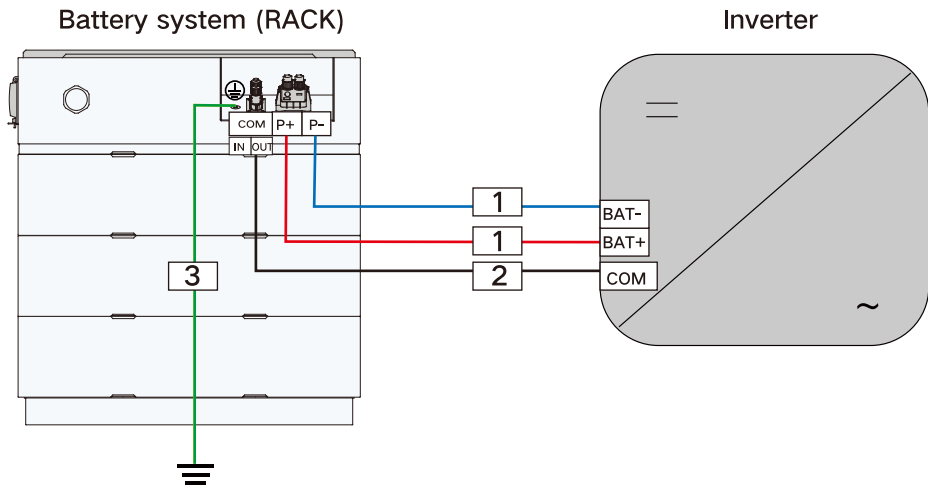 Battery system (RACK)
Inverter
COM P+ P-
IN OUT
1
BAT-
1
BAT+
3
2
COM
~